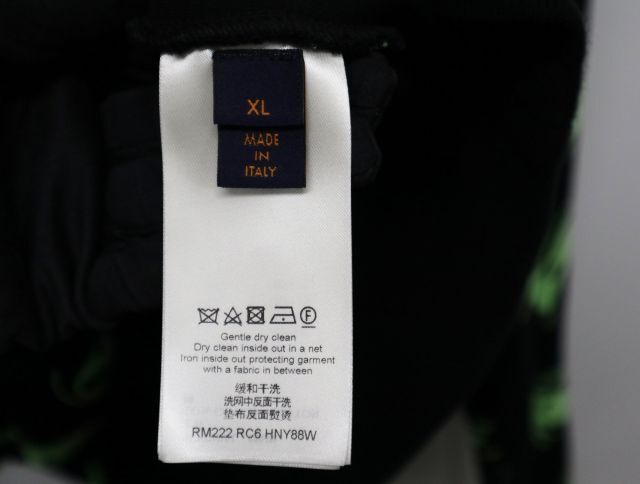 XL
MADE
IN
ITALY
F
Gentle dry clean
Dry clean inside out in a net
Iron inside out protecting garment
with a fabric in between
缓和干洗
洗网中反面干洗
垫布反面熨烫
RM222 RC6 HNY88W